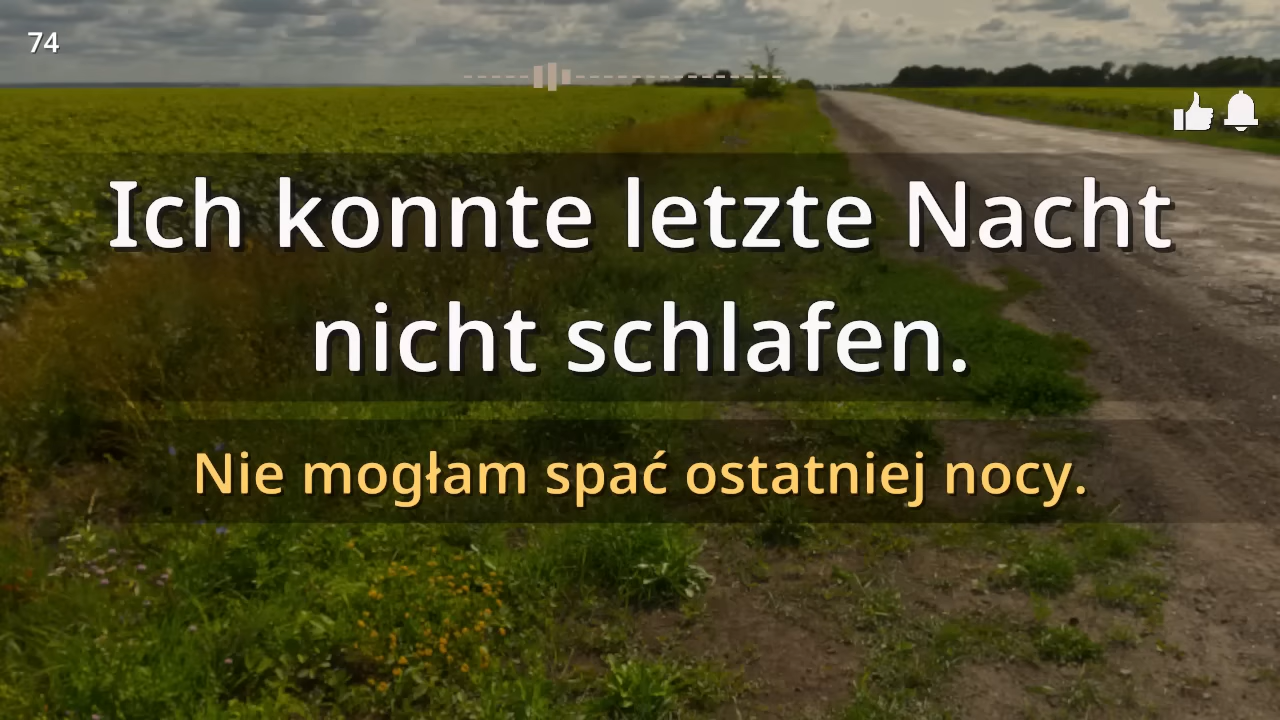 74
Ich konnte letzte Nacht
nicht schlafen.
Nie mogłam spać ostatniej nocy.